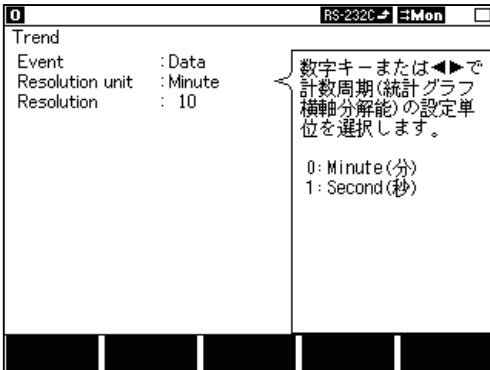 0 RS-232C Mon
Trend
Event :Data
Resolution unit :Minute
Resolution : 10
数字キーまたは◀▶で
計数周期(統計グラフ
横軸分解能)の設定単
位を選択します。
0:Minute(分)
1:Second(秒)